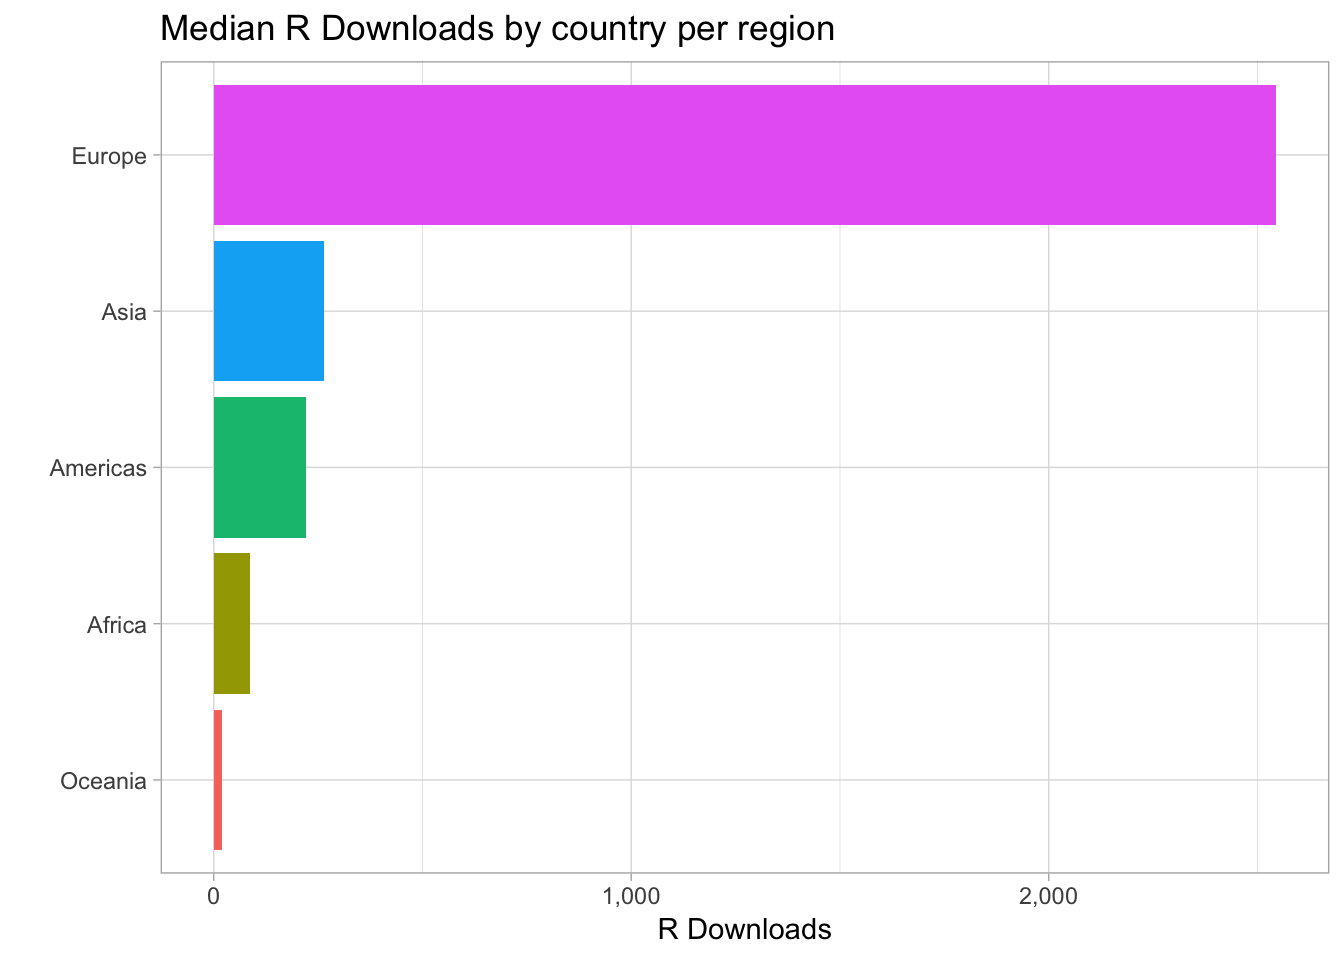 Median R Downloads by country per region
Europe
Asia
Americas
Africa
Oceania
0 1,000 2,000
R Downloads